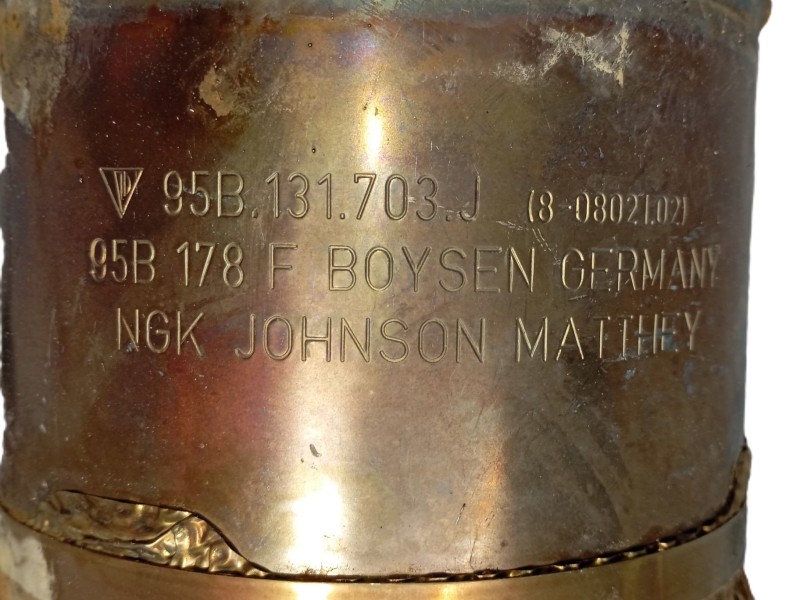 95B.131.703.J (8-08021.02)
95B 178 F BOYSEN GERMANY
NGK JOHNSON MATTHEY